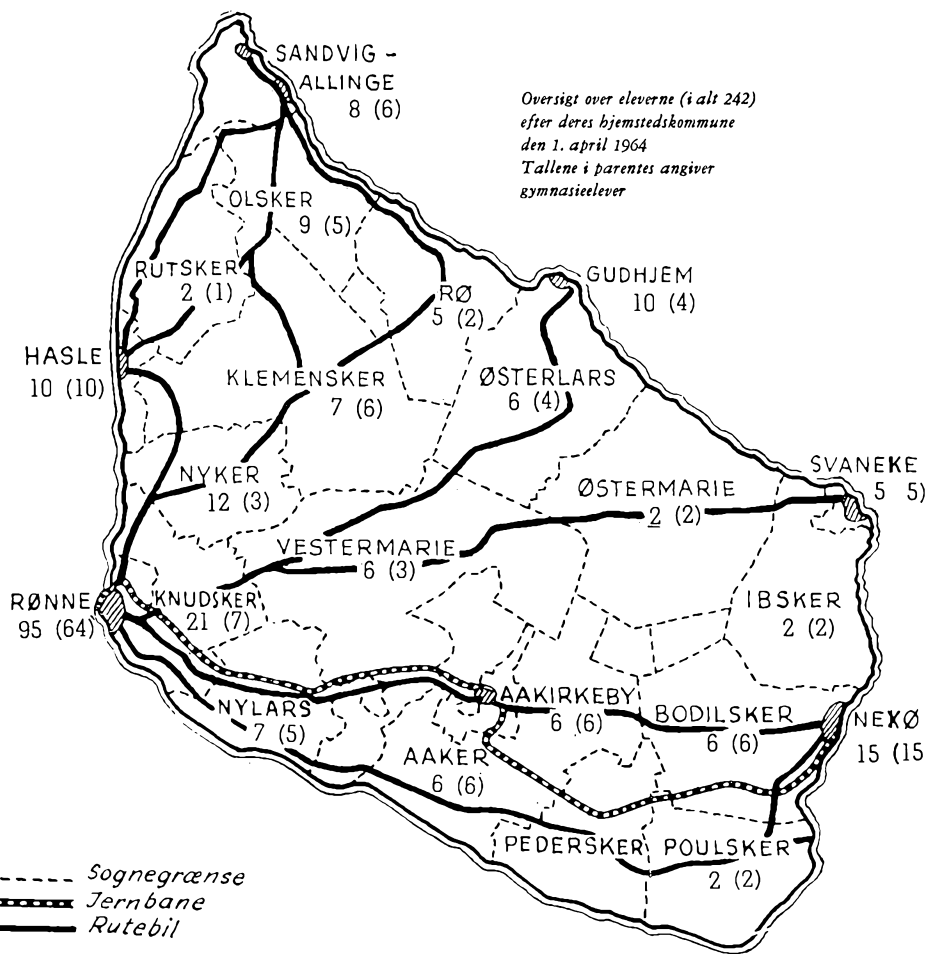 SANDVIG -
ALLINGE
8 (6)
Oversigt over eleverne (i alt 242)
efter deres hjemstedskommune
den 1. april 1964
Tallene i parentes angiver
gymnasieelever
OLSKER
9 (5)
RUTSKER
2 (1)
RØ
5 (2)
GUDHJEM
10 (4)
HASLE
10 (10)
KLEMENSKER
7 (6)
ØSTERLARS
6 (4)
NYKER
12 (3)
SVANEKE
5 5)
ØSTERMARIE
2 (2)
VESTERMARIE
6 (3)
RØNNE
95 (64)
KNUDSKER
21 (7)
IBSKER
2 (2)
NYLARS
7 (5)
AAKIRKEBY
6 (6)
BODILSKER
6 (6)
NEXØ
15 (15
AAKER
6 (6)
PEDERSKER
POULSKER
2 (2)
Sognegrænse
Jernbane
Rutebil